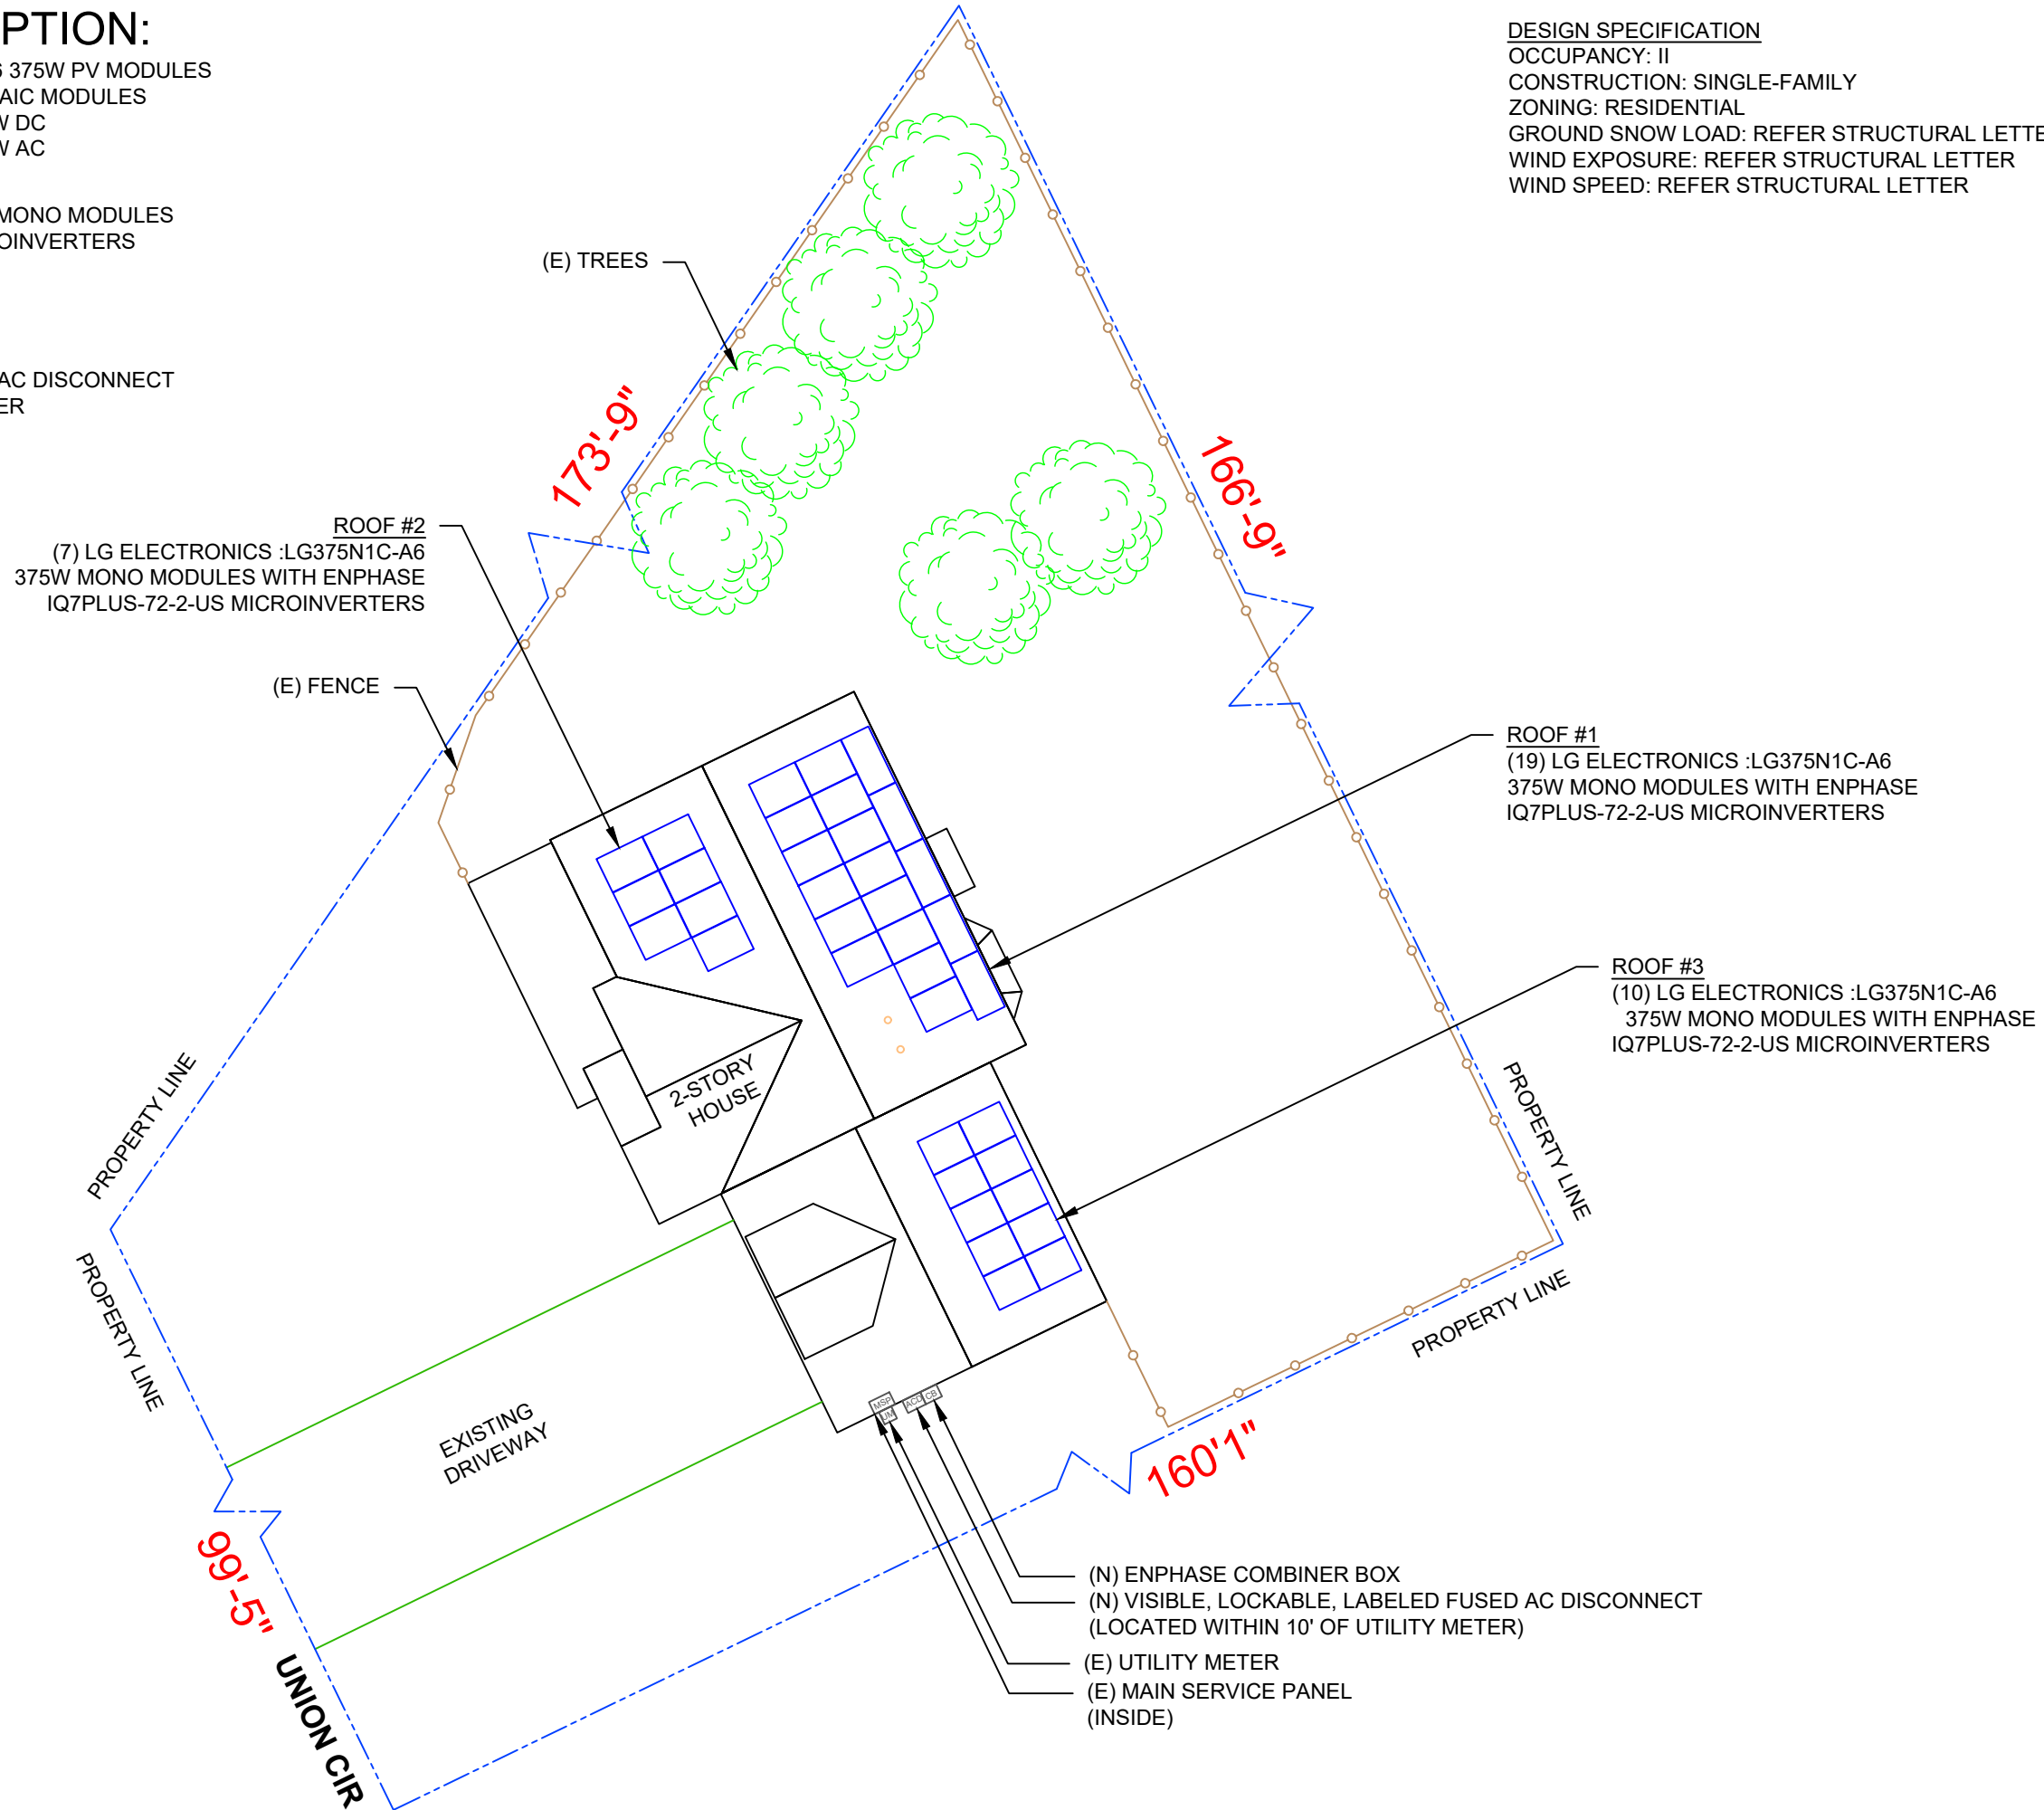 PTION:
6 375W PV MODULES
AIC MODULES
W DC
W AC
MONO MODULES
OINVERTERS
AC DISCONNECT
ER
DESIGN SPECIFICATION
OCCUPANCY: II
CONSTRUCTION: SINGLE-FAMILY
ZONING: RESIDENTIAL
GROUND SNOW LOAD: REFER STRUCTURAL LETTE
WIND EXPOSURE: REFER STRUCTURAL LETTER
WIND SPEED: REFER STRUCTURAL LETTER
(E) TREES
173'-9"
166'-9"
ROOF #2
(7) LG ELECTRONICS :LG375N1C-A6
375W MONO MODULES WITH ENPHASE
IQ7PLUS-72-2-US MICROINVERTERS
(E) FENCE
ROOF #1
(19) LG ELECTRONICS :LG375N1C-A6
375W MONO MODULES WITH ENPHASE
IQ7PLUS-72-2-US MICROINVERTERS
ROOF #3
(10) LG ELECTRONICS :LG375N1C-A6
375W MONO MODULES WITH ENPHASE
IQ7PLUS-72-2-US MICROINVERTERS
PROPERTY LINE
2-STORY
HOUSE
PROPERTY LINE
PROPERTY LINE
PROPERTY LINE
EXISTING
DRIVEWAY
MSP
UM
ACD
CB
160'1"
99'-5"
UNION CIR
(N) ENPHASE COMBINER BOX
(N) VISIBLE, LOCKABLE, LABELED FUSED AC DISCONNECT
(LOCATED WITHIN 10' OF UTILITY METER)
(E) UTILITY METER
(E) MAIN SERVICE PANEL
(INSIDE)